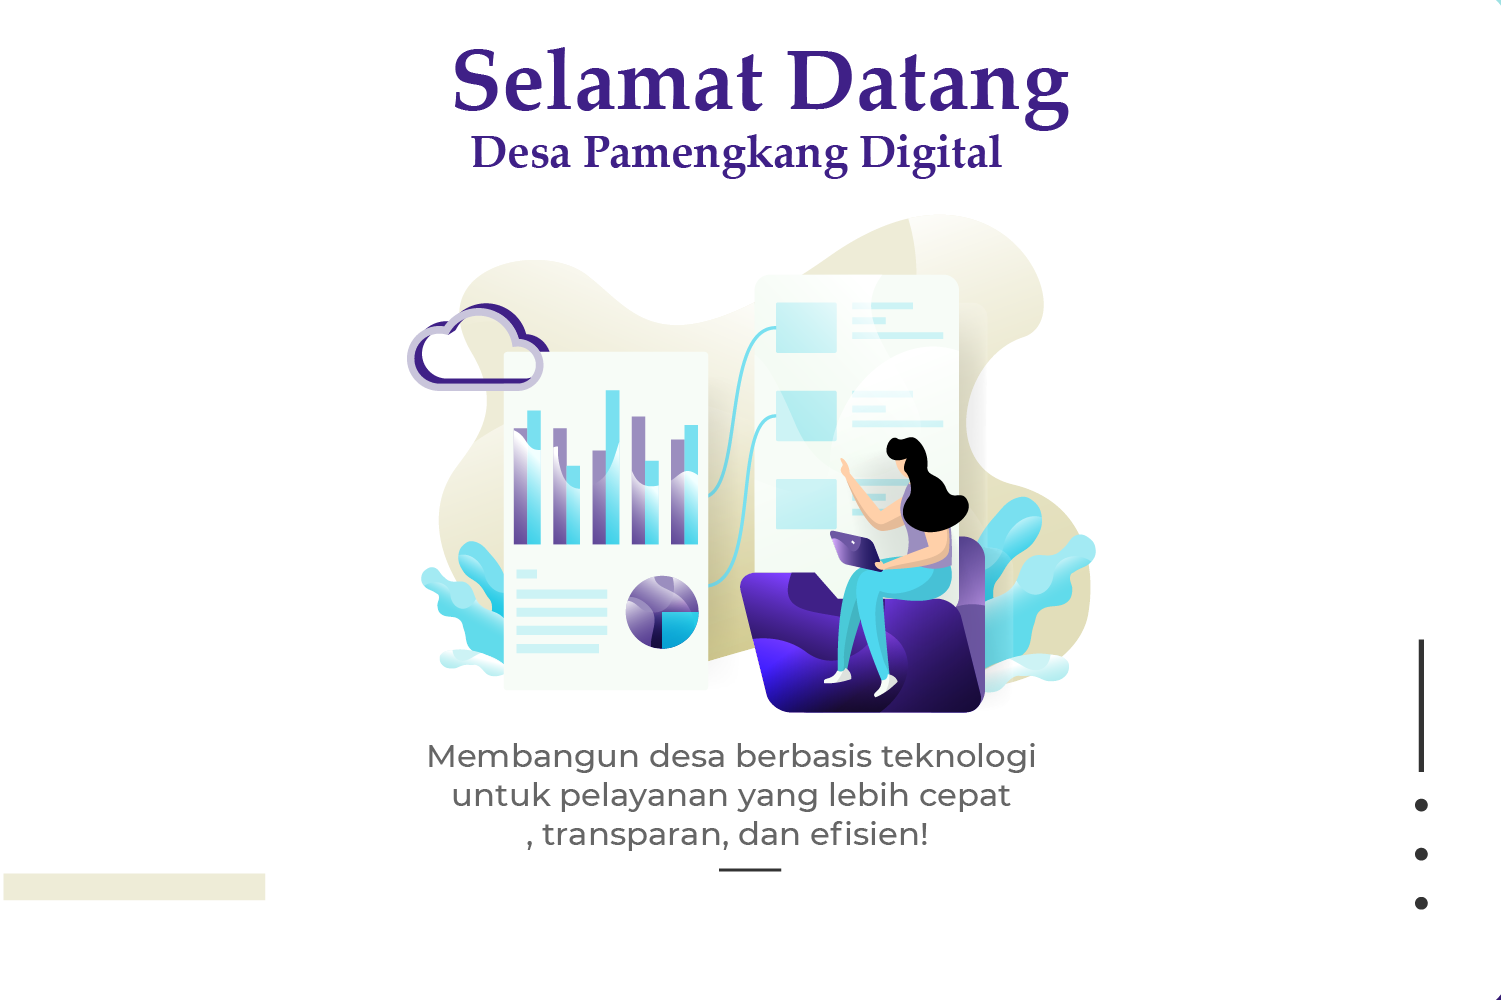 Selamat Datang
Desa Pamengkang Digital
Membangun desa berbasis teknologi
untuk pelayanan yang lebih cepat
, transparan, dan efisien!